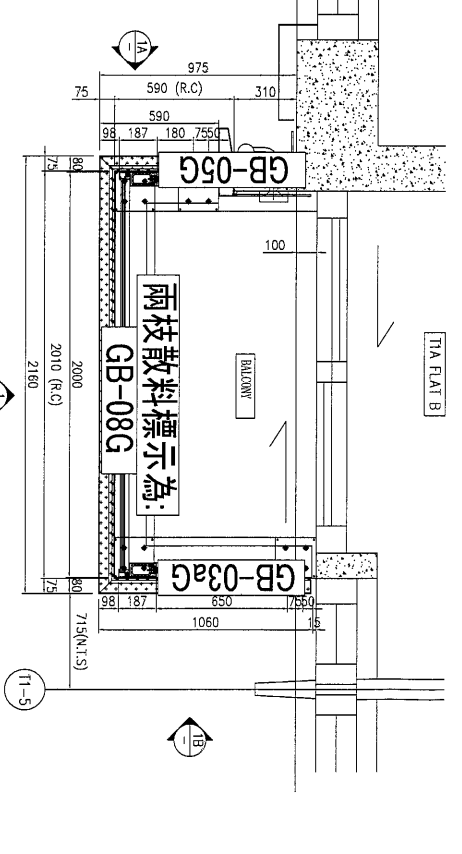 1A
975
75
590 (R.C)
310
590
98
187
180
75
50
GB-05G
75
80
100
兩枝散料標示為:
GB-08G
BALCONY
T1A FLAT B
2000
2010 (R.C)
2160
GB-03aG
75
80
98
187
650
75
50
1060
15
715(N.T.S)
T1-5
1B